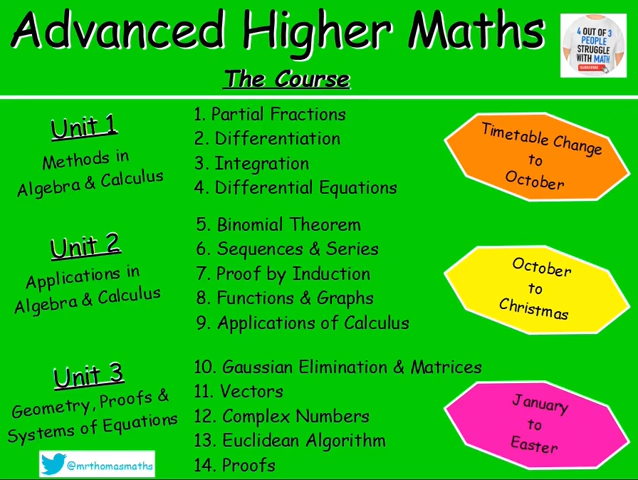 Advanced Higher Maths
4 OUT OF 3
PEOPLE
STRUGGLE
WITH MATH
The Course
Unit 1
Methods in
Algebra & Calculus
1. Partial Fractions
2. Differentiation
3. Integration
4. Differential Equations
Timetable Change
to
October
Unit 2
Applications in
Algebra & Calculus
5. Binomial Theorem
6. Sequences & Series
7. Proof by Induction
8. Functions & Graphs
9. Applications of Calculus
October
to
Christmas
Unit 3
Geometry, Proofs &
Systems of Equations
10. Gaussian Elimination & Matrices
11. Vectors
12. Complex Numbers
13. Euclidean Algorithm
14. Proofs
January
to
Easter
@mrthomasmaths